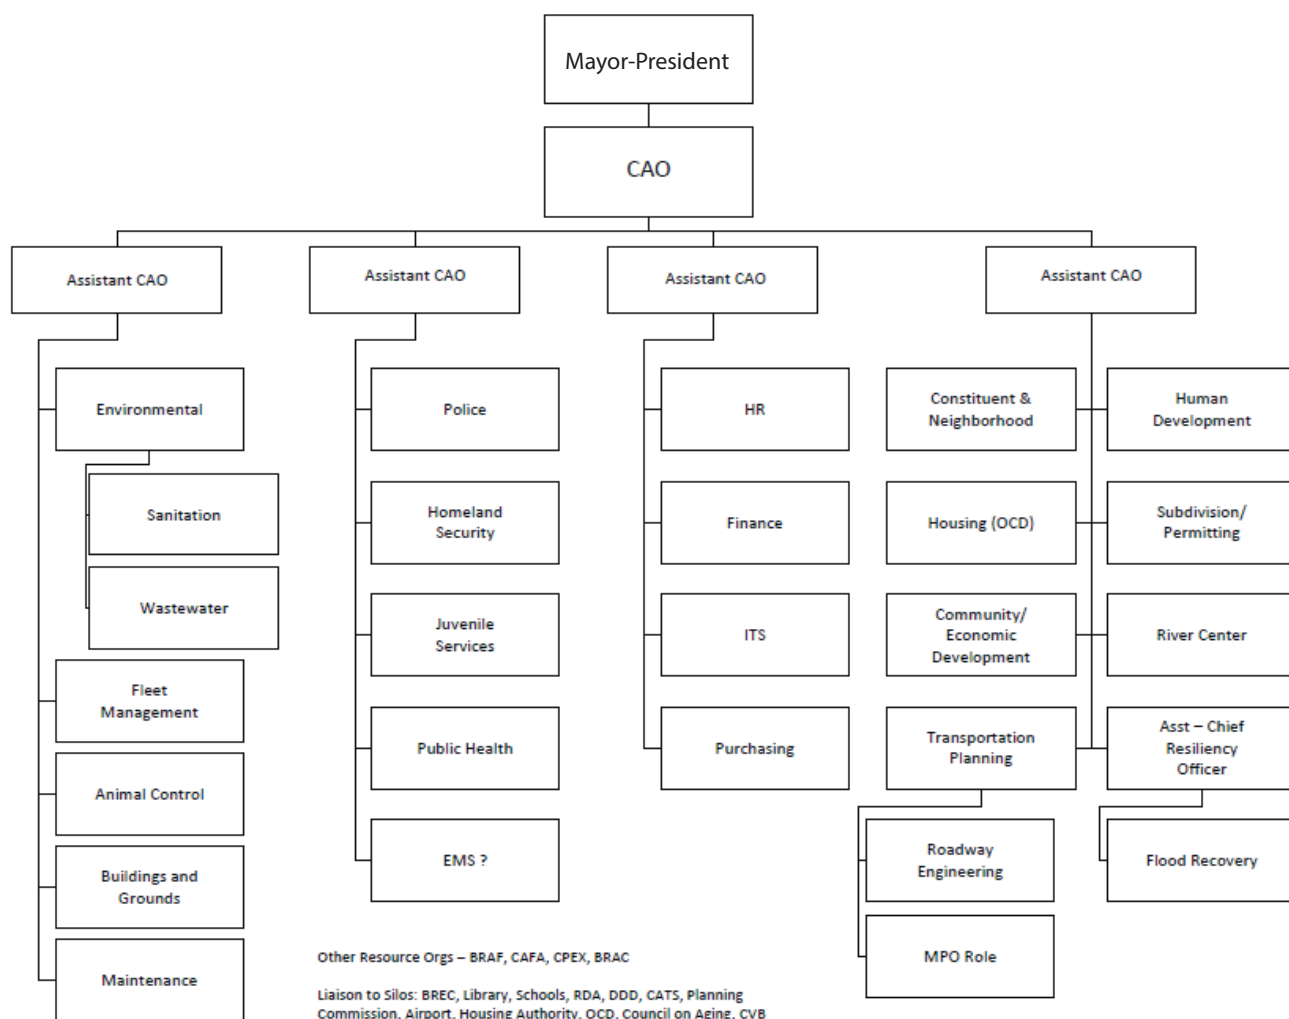 Mayor-President
CAO
Assistant CAO
Assistant CAO
Assistant CAO
Assistant CAO
Environmental
Sanitation
Wastewater
Fleet
Management
Animal Control
Buildings and
Grounds
Maintenance
Police
Homeland
Security
Juvenile
Services
Public Health
EMS ?
HR
Finance
ITS
Purchasing
Constituent &
Neighborhood
Housing (OCD)
Community/
Economic
Development
Transportation
Planning
Roadway
Engineering
MPO Role
Human
Development
Subdivision/
Permitting
River Center
Asst – Chief
Resiliency
Officer
Flood Recovery
Other Resource Orgs – BRAF, CAFA, CPEX, BRAC
Liaison to Silos: BREC, Library, Schools, RDA, DDD, CATS, Planning
Commission, Airport, Housing Authority, OCD, Council on Aging, CVB